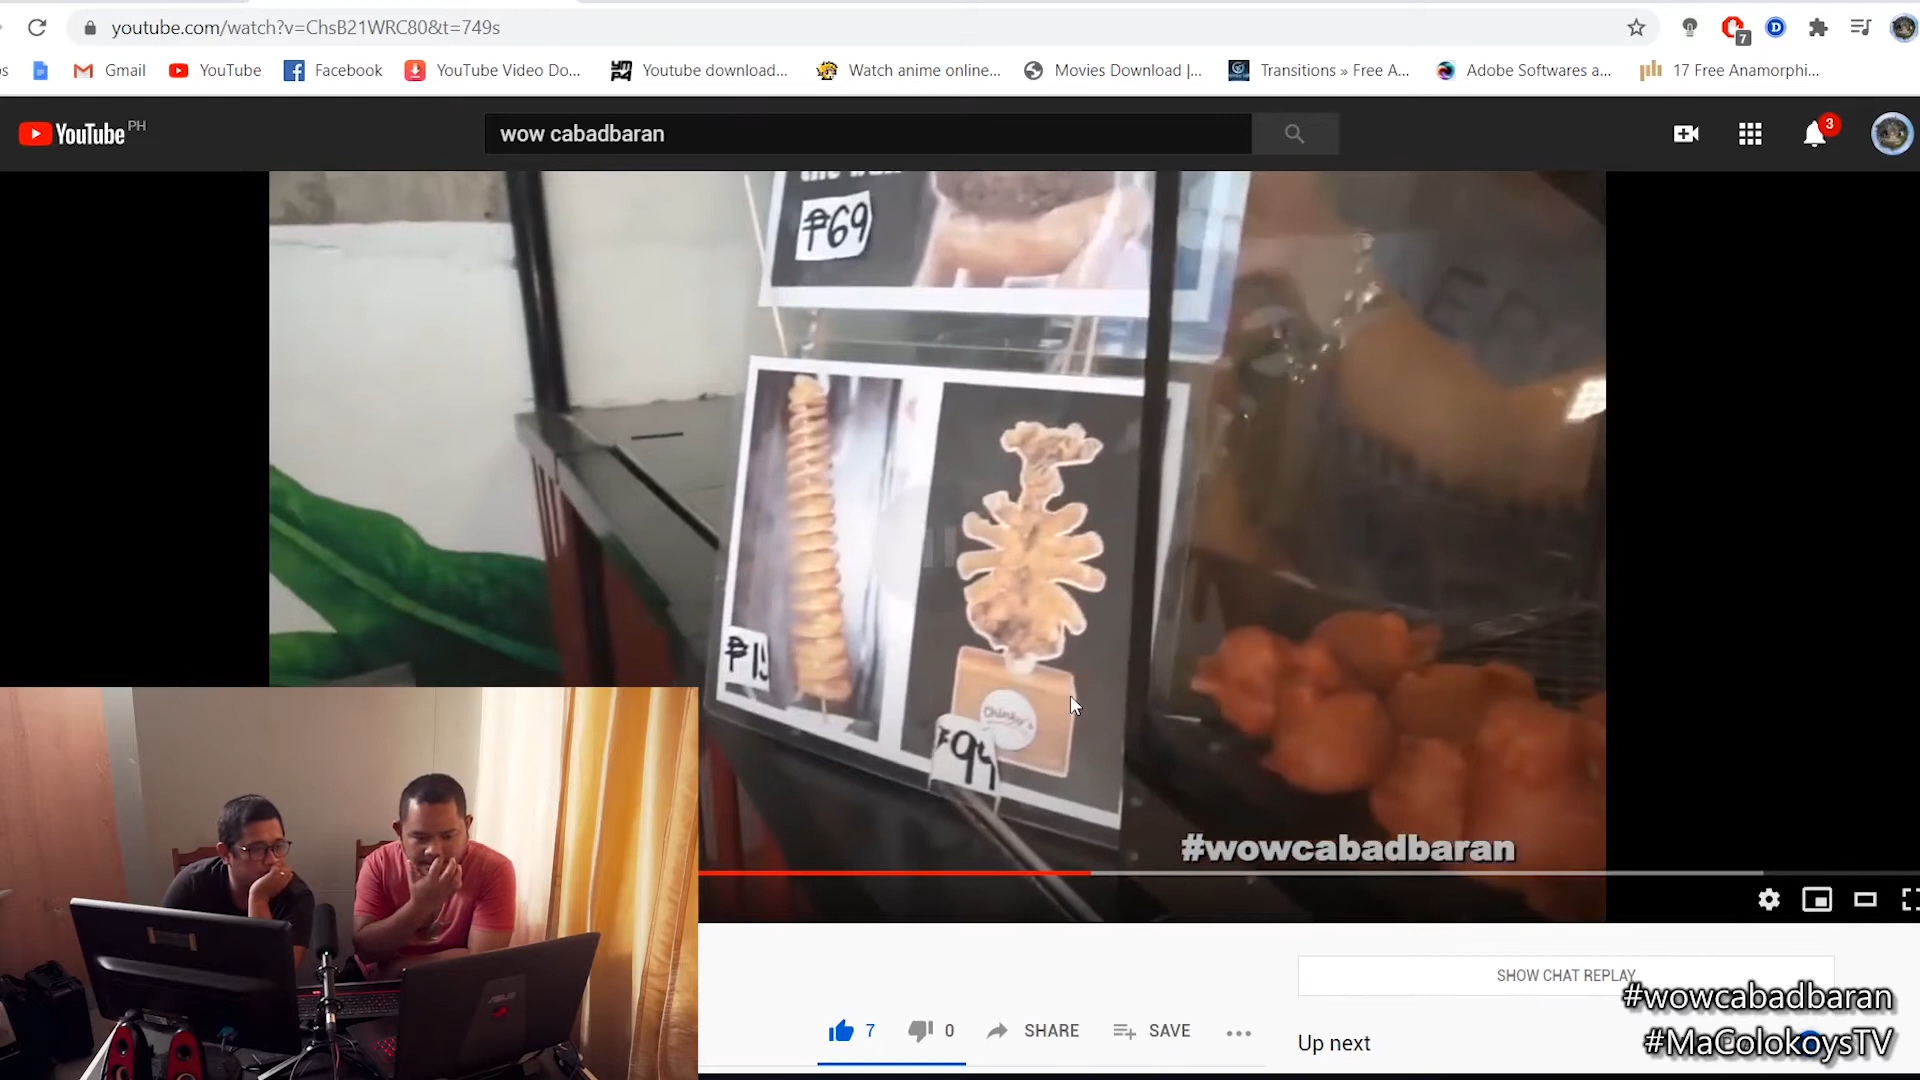 youtube.com/watch?v=ChsB21WRC80&t=749s
7
Gmail
YouTube
Facebook
YouTube Video Do...
Youtube download...
Watch anime online...
Movies Download |...
Transitions » Free A...
Adobe Softwares a...
17 Free Anamorphi...
YouTube PH
wow cabadbaran
3
₱69
Chinky's
#wowcabadbaran
SHOW CHAT REPLAY
7
0
SHARE
SAVE
Up next
#wowcabadbaran
#MaColokoysTV